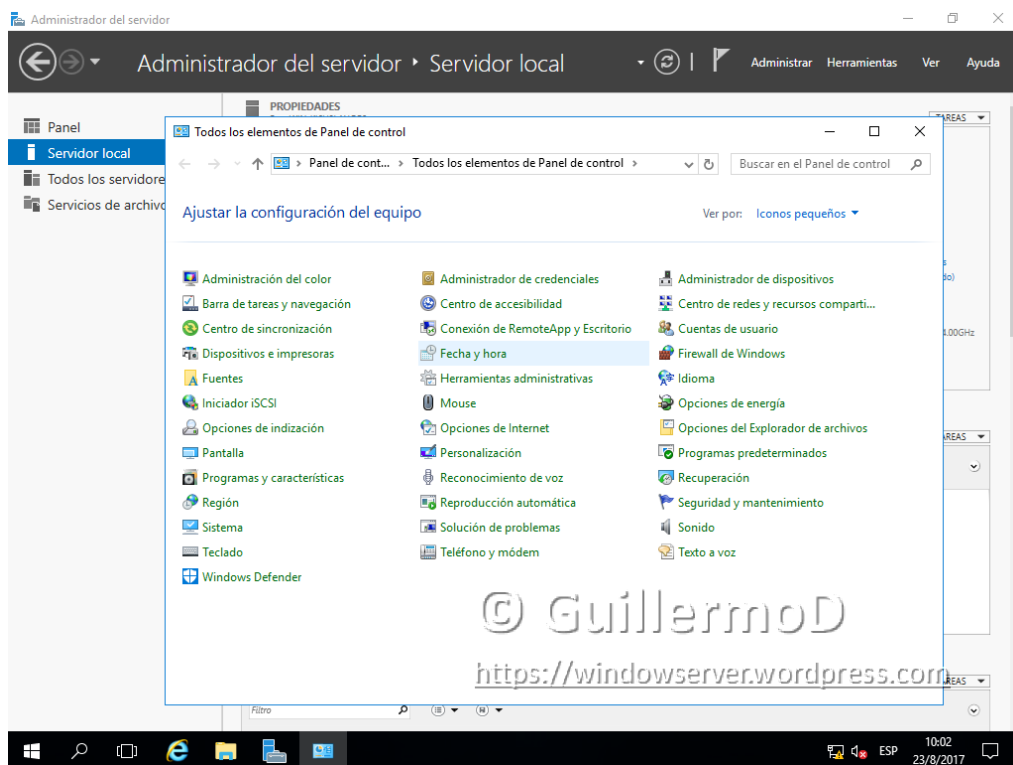 Administrador del servidor
Administrador del servidor ‣ Servidor local
Administrar Herramientas Ver Ayuda
Panel
Servidor local
Todos los servidore
Servicios de archivo
PROPIEDADES
TAREAS
Todos los elementos de Panel de control
Panel de cont... > Todos los elementos de Panel de control >
Buscar en el Panel de control
Ajustar la configuración del equipo
Ver por: Iconos pequeños
Administración del color Administrador de credenciales Administrador de dispositivos
Barra de tareas y navegación Centro de accesibilidad Centro de redes y recursos comparti...
Centro de sincronización Conexión de RemoteApp y Escritorio Cuentas de usuario
Dispositivos e impresoras Fecha y hora Firewall de Windows
Fuentes Herramientas administrativas Idioma
Iniciador iSCSI Mouse Opciones de energía
Opciones de indización Opciones de Internet Opciones del Explorador de archivos
Pantalla Personalización Programas predeterminados
Programas y características Reconocimiento de voz Recuperación
Región Reproducción automática Seguridad y mantenimiento
Sistema Solución de problemas Sonido
Teclado Teléfono y módem Texto a voz
Windows Defender
do)
4.00GHz
AREAS
© GuillermoD
https://windowserver.wordpress.com
AREAS
Filtro
ESP
10:02
23/8/2017